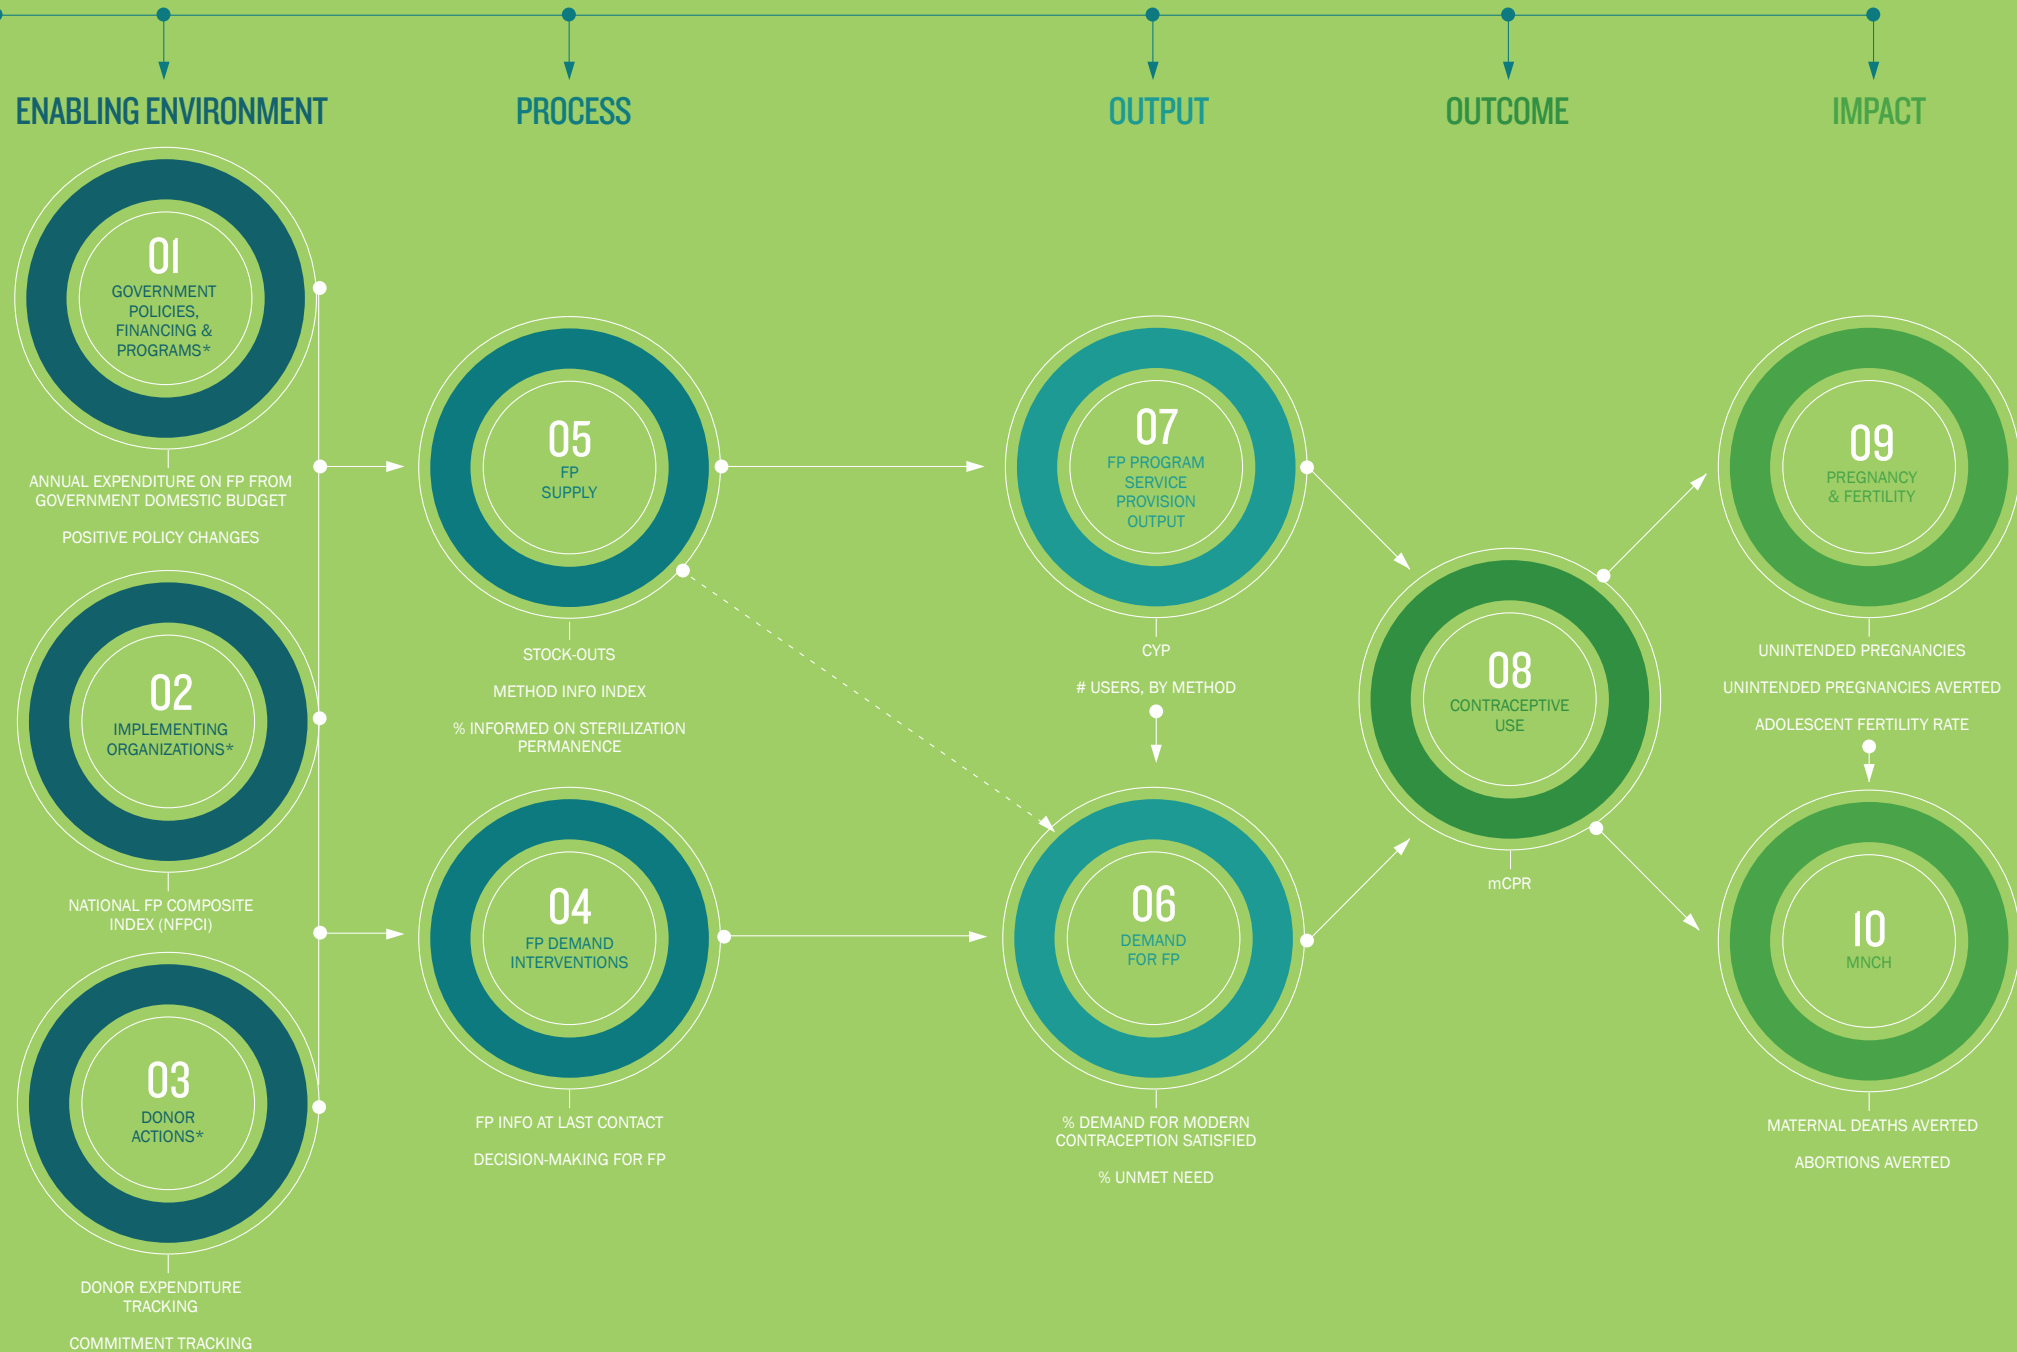 ENABLING ENVIRONMENT
PROCESS
OUTPUT
OUTCOME
IMPACT
01
GOVERNMENT
POLICIES,
FINANCING &
PROGRAMS*
ANNUAL EXPENDITURE ON FP FROM
GOVERNMENT DOMESTIC BUDGET
POSITIVE POLICY CHANGES
02
IMPLEMENTING
ORGANIZATIONS*
NATIONAL FP COMPOSITE
INDEX (NFPCI)
03
DONOR
ACTIONS*
DONOR EXPENDITURE
TRACKING
COMMITMENT TRACKING
05
FP
SUPPLY
STOCK-OUTS
METHOD INFO INDEX
% INFORMED ON STERILIZATION
PERMANENCE
04
FP DEMAND
INTERVENTIONS
FP INFO AT LAST CONTACT
DECISION-MAKING FOR FP
07
FP PROGRAM
SERVICE
PROVISION
OUTPUT
CYP
# USERS, BY METHOD
06
DEMAND
FOR FP
% DEMAND FOR MODERN
CONTRACEPTION SATISFIED
% UNMET NEED
08
CONTRACEPTIVE
USE
mCPR
09
PREGNANCY
& FERTILITY
UNINTENDED PREGNANCIES
UNINTENDED PREGNANCIES AVERTED
ADOLESCENT FERTILITY RATE
10
MNCH
MATERNAL DEATHS AVERTED
ABORTIONS AVERTED